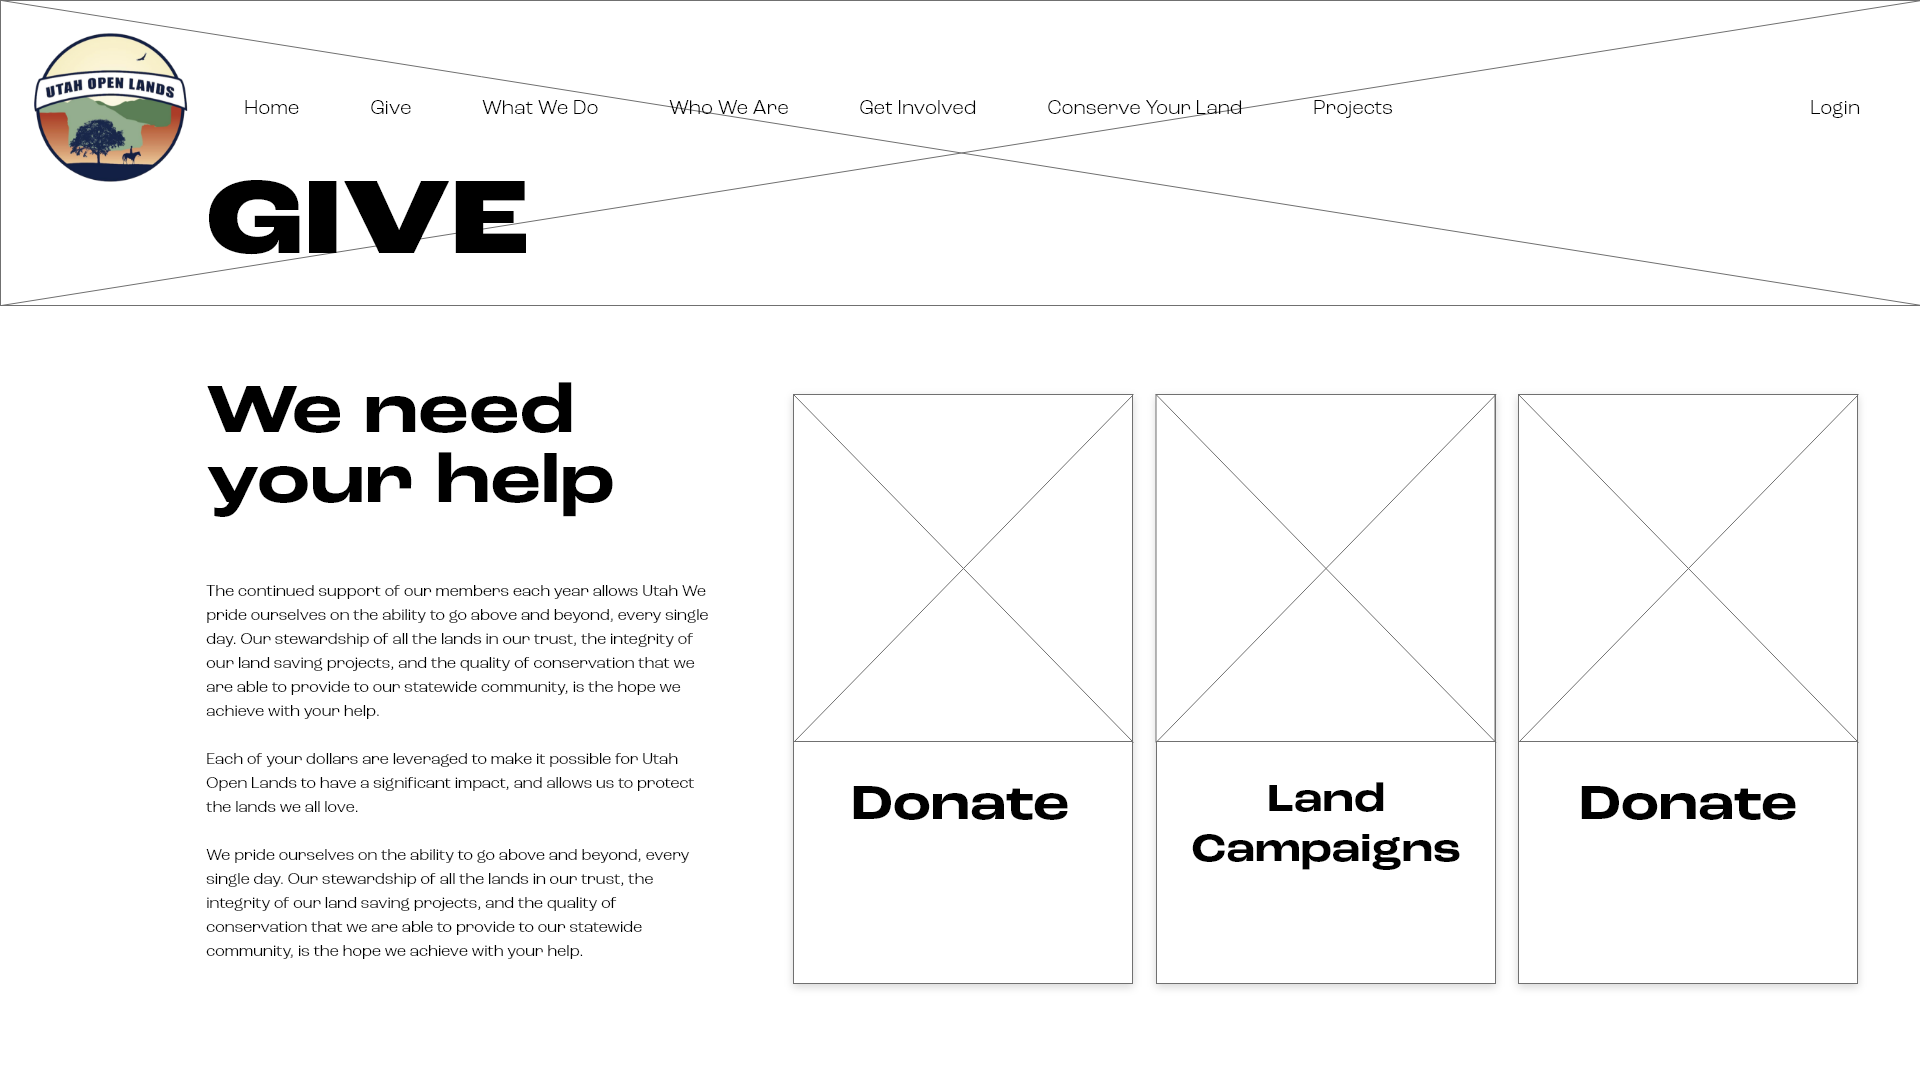 UTAH OPEN LANDS
Home Give What We Do Who We Are Get Involved Conserve Your Land Projects Login
GIVE
We need
your help
The continued support of our members each year allows Utah We
pride ourselves on the ability to go above and beyond, every single
day. Our stewardship of all the lands in our trust, the integrity of
our land saving projects, and the quality of conservation that we
are able to provide to our statewide community, is the hope we
achieve with your help.
Each of your dollars are leveraged to make it possible for Utah
Open Lands to have a significant impact, and allows us to protect
the lands we all love.
We pride ourselves on the ability to go above and beyond, every
single day. Our stewardship of all the lands in our trust, the
integrity of our land saving projects, and the quality of
conservation that we are able to provide to our statewide
community, is the hope we achieve with your help.
Donate
Land
Campaigns
Donate